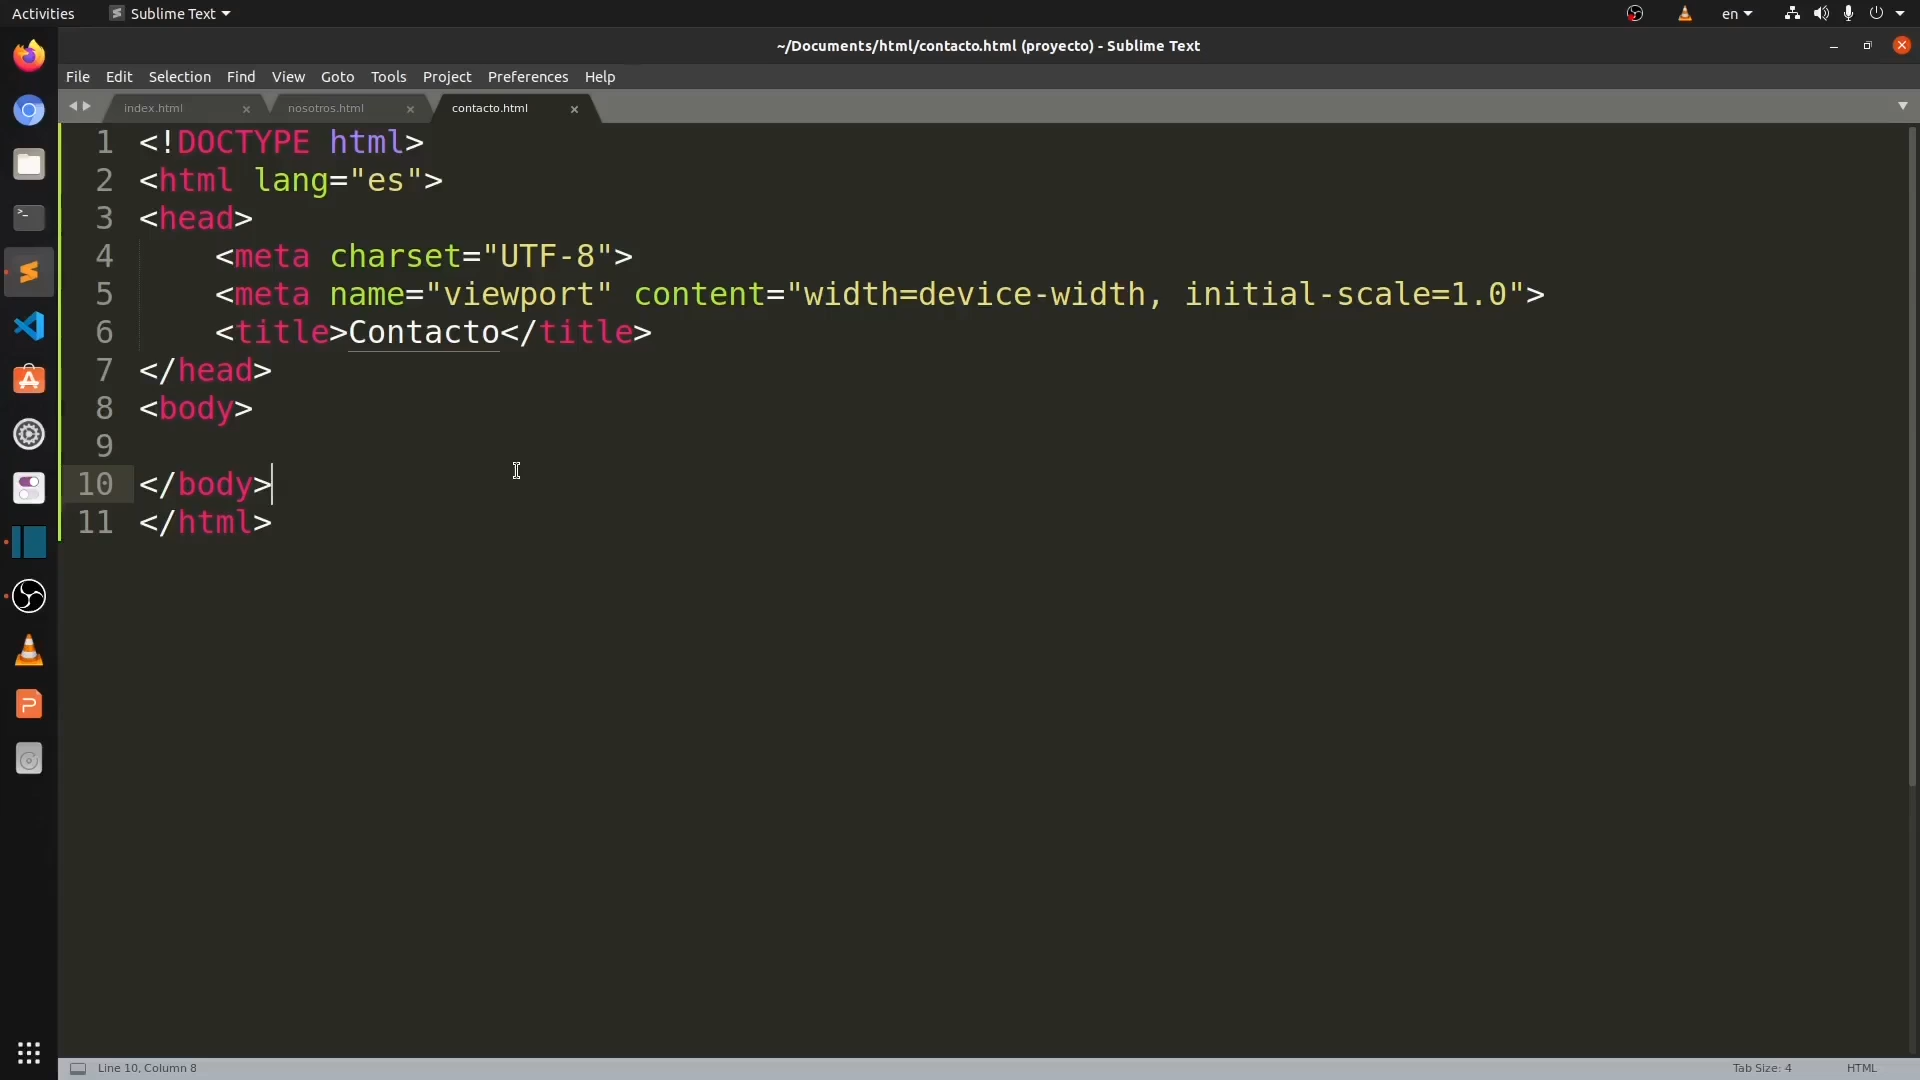 Activities Sublime Text en
~/Documents/html/contacto.html (proyecto) - Sublime Text
File Edit Selection Find View Goto Tools Project Preferences Help
index.html nosotros.html contacto.html
1 <!DOCTYPE html>
2 <html lang="es">
3 <head>
4 <meta charset="UTF-8">
5 <meta name="viewport" content="width=device-width, initial-scale=1.0">
6 <title>Contacto</title>
7 </head>
8 <body>
9
10 </body>
11 </html>
Line 10, Column 8 Tab Size: 4 HTML